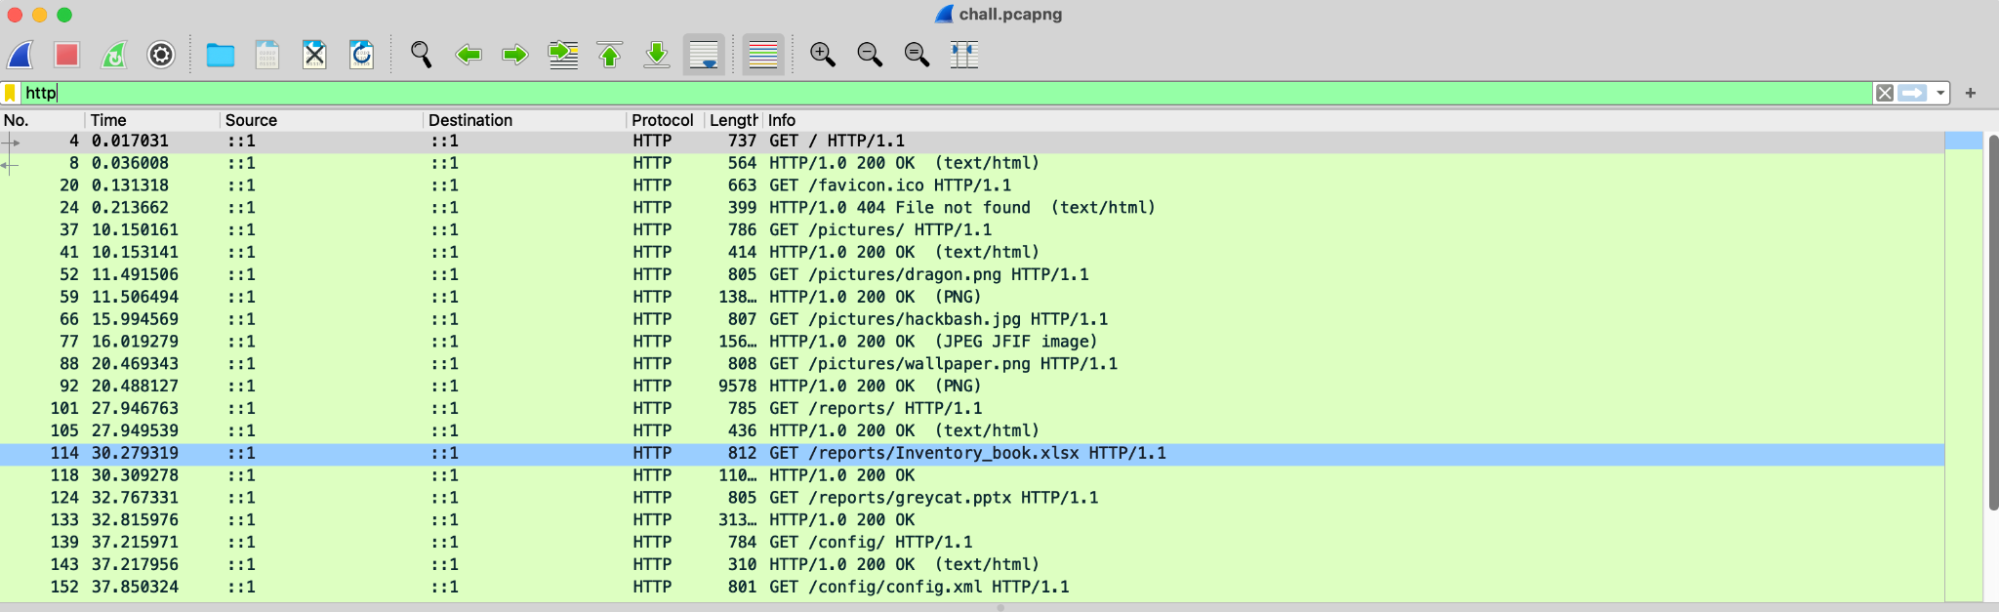 chall.pcapng
http
No. Time Source Destination Protocol Length Info
4 0.017031 ::1 ::1 HTTP 737 GET / HTTP/1.1
8 0.036008 ::1 ::1 HTTP 564 HTTP/1.0 200 OK (text/html)
20 0.131318 ::1 ::1 HTTP 663 GET /favicon.ico HTTP/1.1
24 0.213662 ::1 ::1 HTTP 399 HTTP/1.0 404 File not found (text/html)
37 10.150161 ::1 ::1 HTTP 786 GET /pictures/ HTTP/1.1
41 10.153141 ::1 ::1 HTTP 414 HTTP/1.0 200 OK (text/html)
52 11.491506 ::1 ::1 HTTP 805 GET /pictures/dragon.png HTTP/1.1
59 11.506494 ::1 ::1 HTTP 138… HTTP/1.0 200 OK (PNG)
66 15.994569 ::1 ::1 HTTP 807 GET /pictures/hackbash.jpg HTTP/1.1
77 16.019279 ::1 ::1 HTTP 156… HTTP/1.0 200 OK (JPEG JFIF image)
88 20.469343 ::1 ::1 HTTP 808 GET /pictures/wallpaper.png HTTP/1.1
92 20.488127 ::1 ::1 HTTP 9578 HTTP/1.0 200 OK (PNG)
101 27.946763 ::1 ::1 HTTP 785 GET /reports/ HTTP/1.1
105 27.949539 ::1 ::1 HTTP 436 HTTP/1.0 200 OK (text/html)
114 30.279319 ::1 ::1 HTTP 812 GET /reports/Inventory_book.xlsx HTTP/1.1
118 30.309278 ::1 ::1 HTTP 110… HTTP/1.0 200 OK
124 32.767331 ::1 ::1 HTTP 805 GET /reports/greycat.pptx HTTP/1.1
133 32.815976 ::1 ::1 HTTP 313… HTTP/1.0 200 OK
139 37.215971 ::1 ::1 HTTP 784 GET /config/ HTTP/1.1
143 37.217956 ::1 ::1 HTTP 310 HTTP/1.0 200 OK (text/html)
152 37.850324 ::1 ::1 HTTP 801 GET /config/config.xml HTTP/1.1